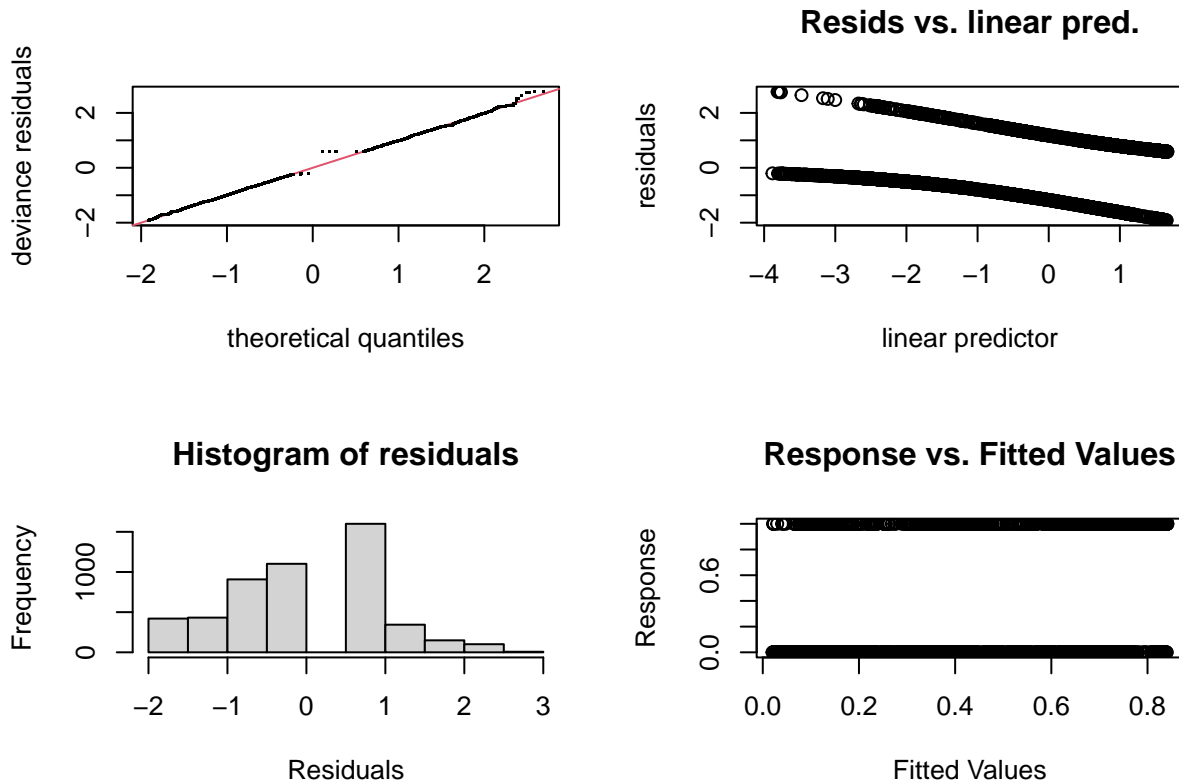 deviance residuals
2
0
−2
−2 −1 0 1 2
theoretical quantiles
Resids vs. linear pred.
residuals
2
0
−2
−4 −3 −2 −1 0 1
linear predictor
Histogram of residuals
Frequency
1000
0
−2 −1 0 1 2 3
Residuals
Response vs. Fitted Values
Response
0.6
0.0
0.0 0.2 0.4 0.6 0.8
Fitted Values